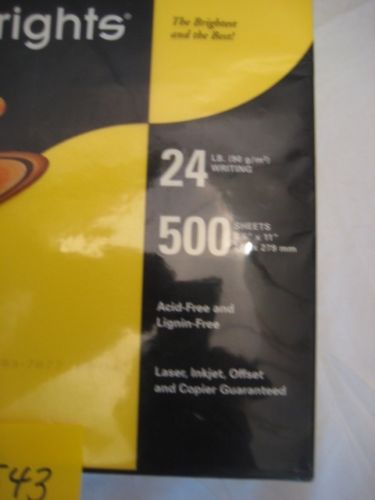 rights®
The Brightest
and the Best!
24 LB. (90 g/m²)
WRITING
500 SHEETS
x 11"
x 279 mm
Acid-Free and
Lignin-Free
Laser, Inkjet, Offset
and Copier Guaranteed
543